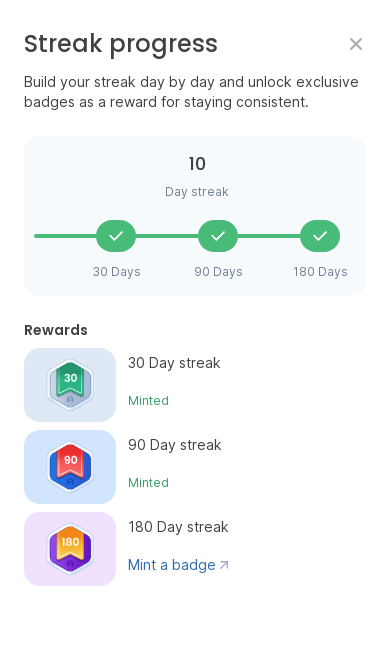 Streak progress
Build your streak day by day and unlock exclusive
badges as a reward for staying consistent.
10
Day streak
30 Days 90 Days 180 Days
Rewards
30
30 Day streak
Minted
90
90 Day streak
Minted
180
180 Day streak
Mint a badge